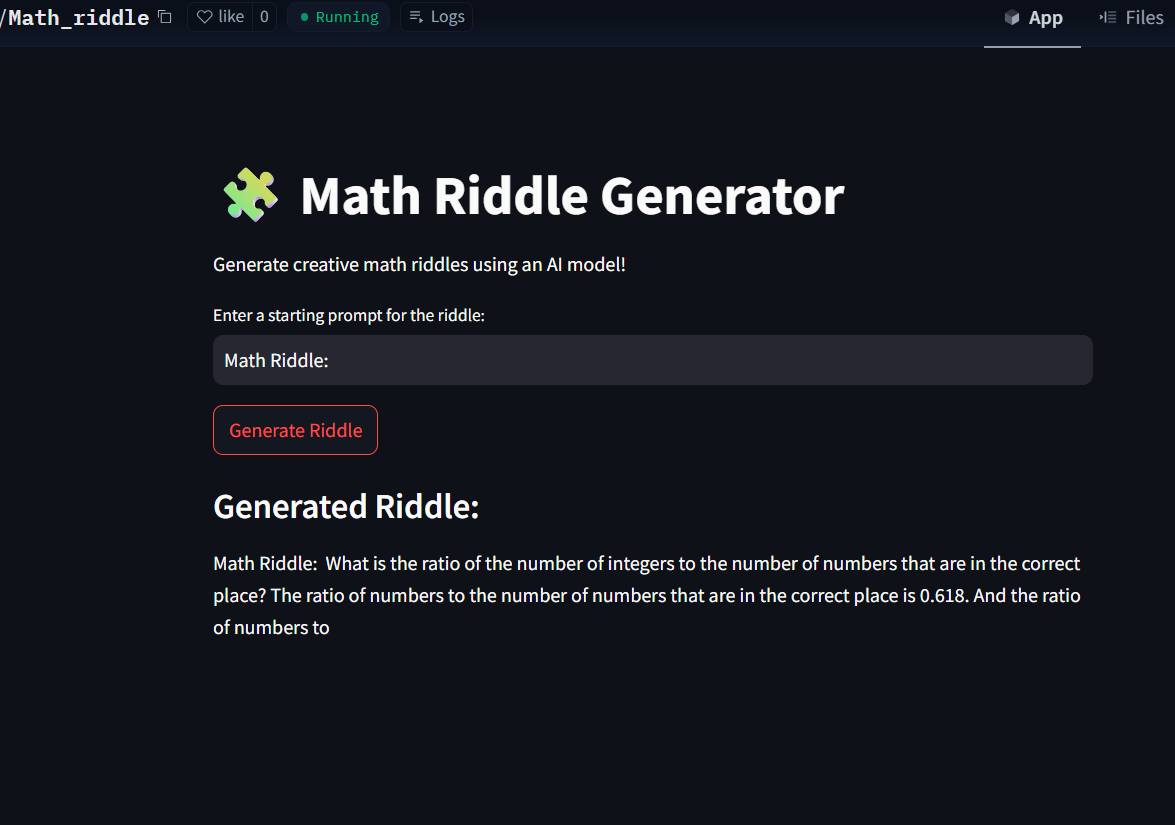 /Math_riddle like 0 Running Logs App Files
Math Riddle Generator
Generate creative math riddles using an AI model!
Enter a starting prompt for the riddle:
Math Riddle:
Generate Riddle
Generated Riddle:
Math Riddle: What is the ratio of the number of integers to the number of numbers that are in the correct
place? The ratio of numbers to the number of numbers that are in the correct place is 0.618. And the ratio
of numbers to